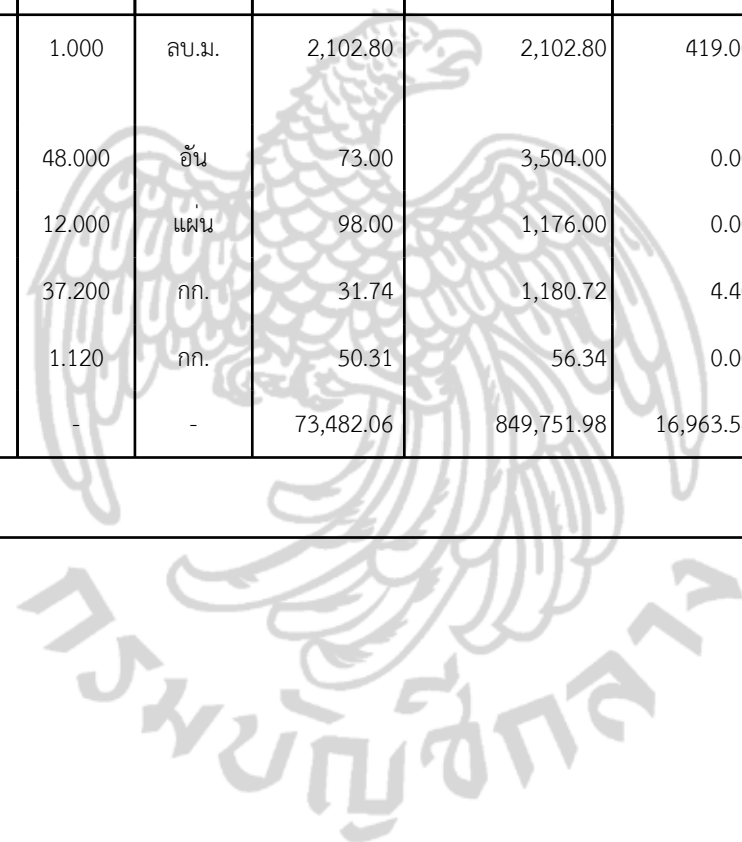 1.000 ลบ.ม. 2,102.80 2,102.80 419.0
48.000 อัน 73.00 3,504.00 0.0
12.000 แผ่น 98.00 1,176.00 0.0
37.200 กก. 31.74 1,180.72 4.4
1.120 กก. 50.31 56.34 0.0
- - 73,482.06 849,751.98 16,963.5
กรมบัญชีกลาง